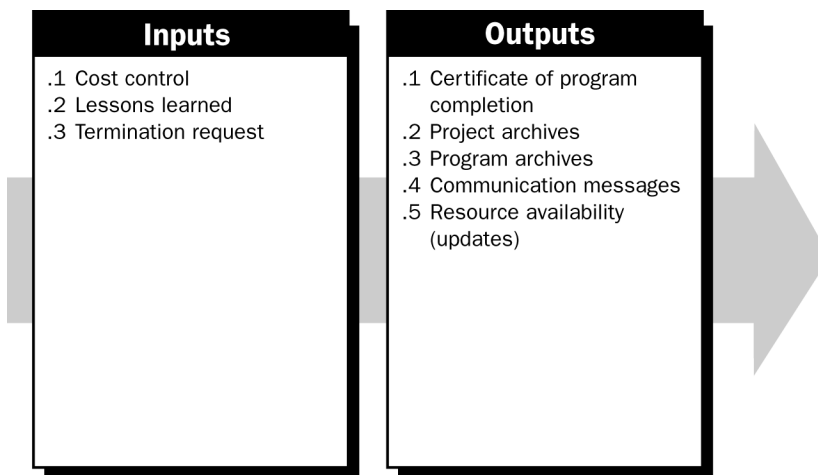 Inputs
.1 Cost control
.2 Lessons learned
.3 Termination request
Outputs
.1 Certificate of program
completion
.2 Project archives
.3 Program archives
.4 Communication messages
.5 Resource availability
(updates)